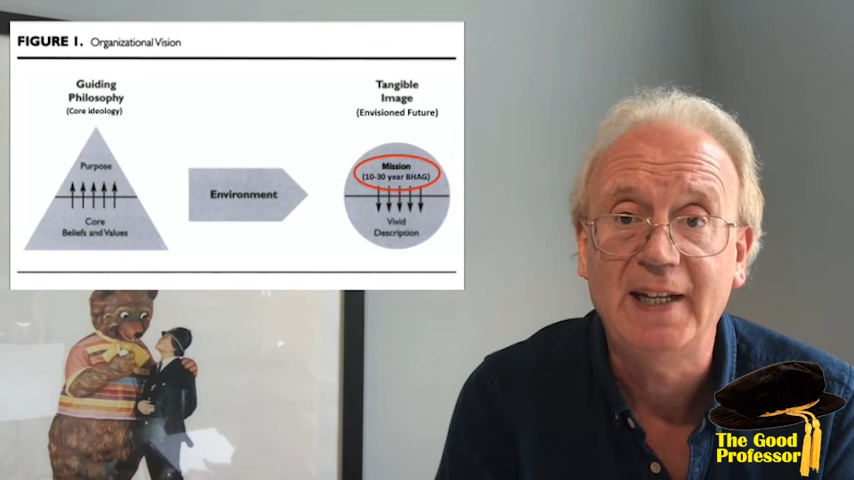 FIGURE 1. Organizational Vision
Guiding
Philosophy
(Core ideology)
Purpose
Core
Beliefs and Values
Environment
Tangible
Image
(Envisioned Future)
Mission
(10-30 year BHAG)
Vivid
Description
The Good
Professor